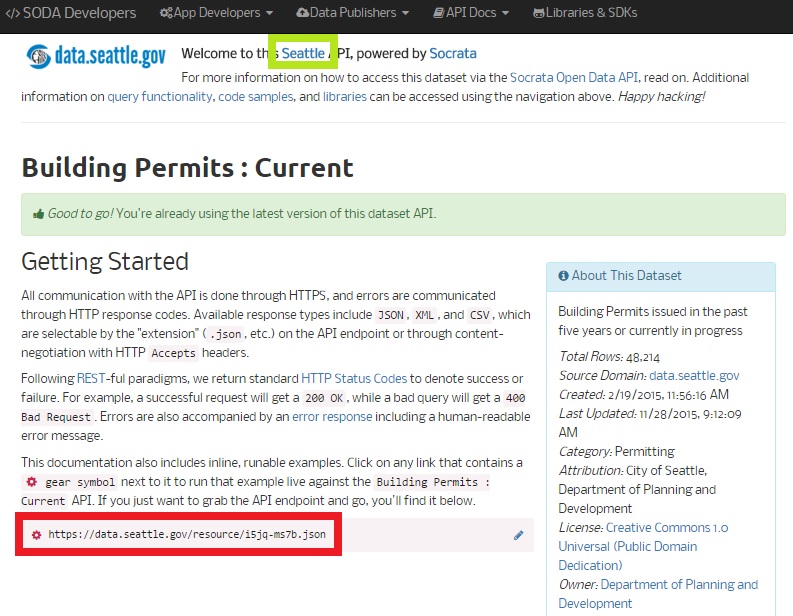 </> SODA Developers App Developers Data Publishers API Docs Libraries & SDKs
data.seattle.gov
Welcome to this Seattle API, powered by Socrata
For more information on how to access this dataset via the Socrata Open Data API, read on. Additional
information on query functionality, code samples, and libraries can be accessed using the navigation above. Happy hacking!
Building Permits : Current
Good to go! You're already using the latest version of this dataset API.
Getting Started
All communication with the API is done through HTTPS, and errors are communicated
through HTTP response codes. Available response types include JSON, XML, and CSV, which
are selectable by the "extension" ( .json, etc.) on the API endpoint or through content-
negotiation with HTTP Accepts headers.
Following REST-ful paradigms, we return standard HTTP Status Codes to denote success or
failure. For example, a successful request will get a 200 OK, while a bad query will get a 400
Bad Request. Errors are also accompanied by an error response including a human-readable
error message.
This documentation also includes inline, runable examples. Click on any link that contains a
gear symbol next to it to run that example live against the Building Permits :
Current API. If you just want to grab the API endpoint and go, you'll find it below.
https://data.seattle.gov/resource/i5jq-ms7b.json
About This Dataset
Building Permits issued in the past
five years or currently in progress
Total Rows: 48,214
Source Domain: data.seattle.gov
Created: 2/19/2015, 11:56:16 AM
Last Updated: 11/28/2015, 9:12:09
AM
Category: Permitting
Attribution: City of Seattle,
Department of Planning and
Development
License: Creative Commons 1.0
Universal (Public Domain
Dedication)
Owner: Department of Planning and
Development